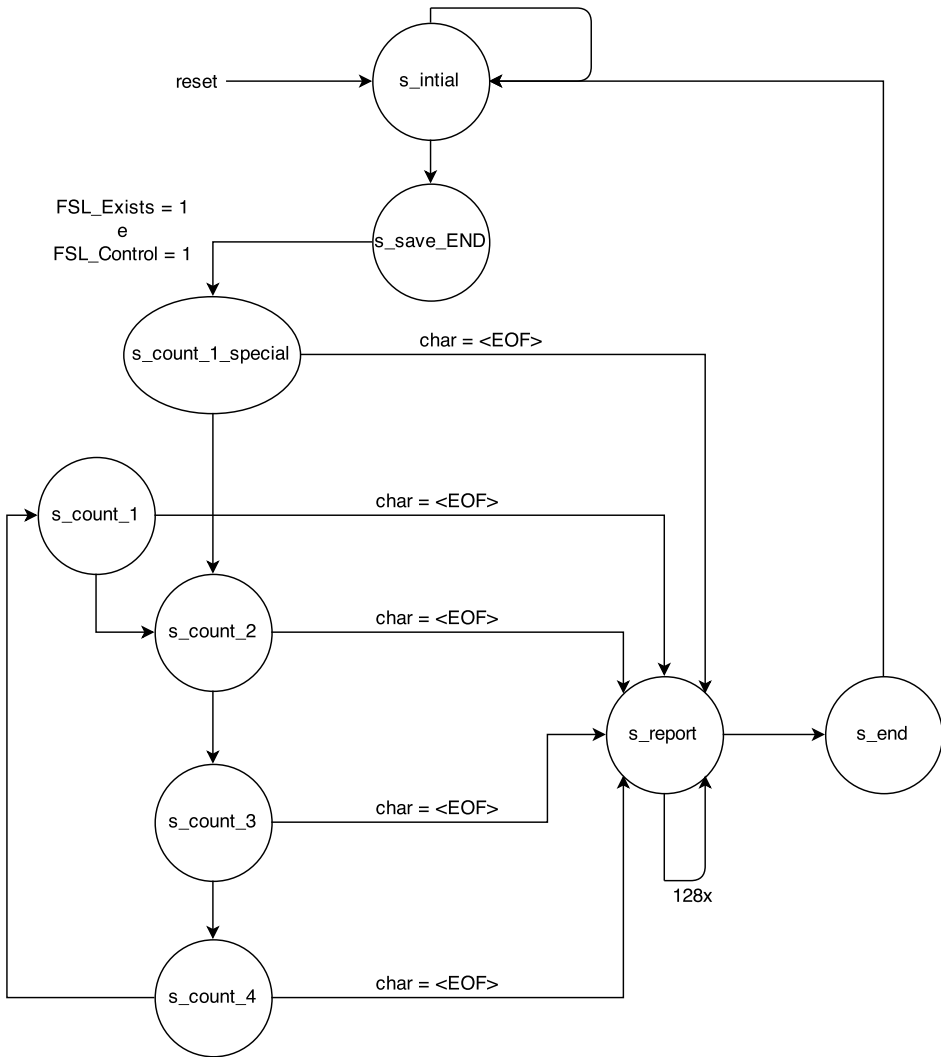 s_intial
reset
FSL_Exists = 1
e
FSL_Control = 1
s_save_END
s_count_1_special
char = <EOF>
s_count_1
char = <EOF>
s_count_2
char = <EOF>
s_report
s_end
s_count_3
char = <EOF>
128x
s_count_4
char = <EOF>